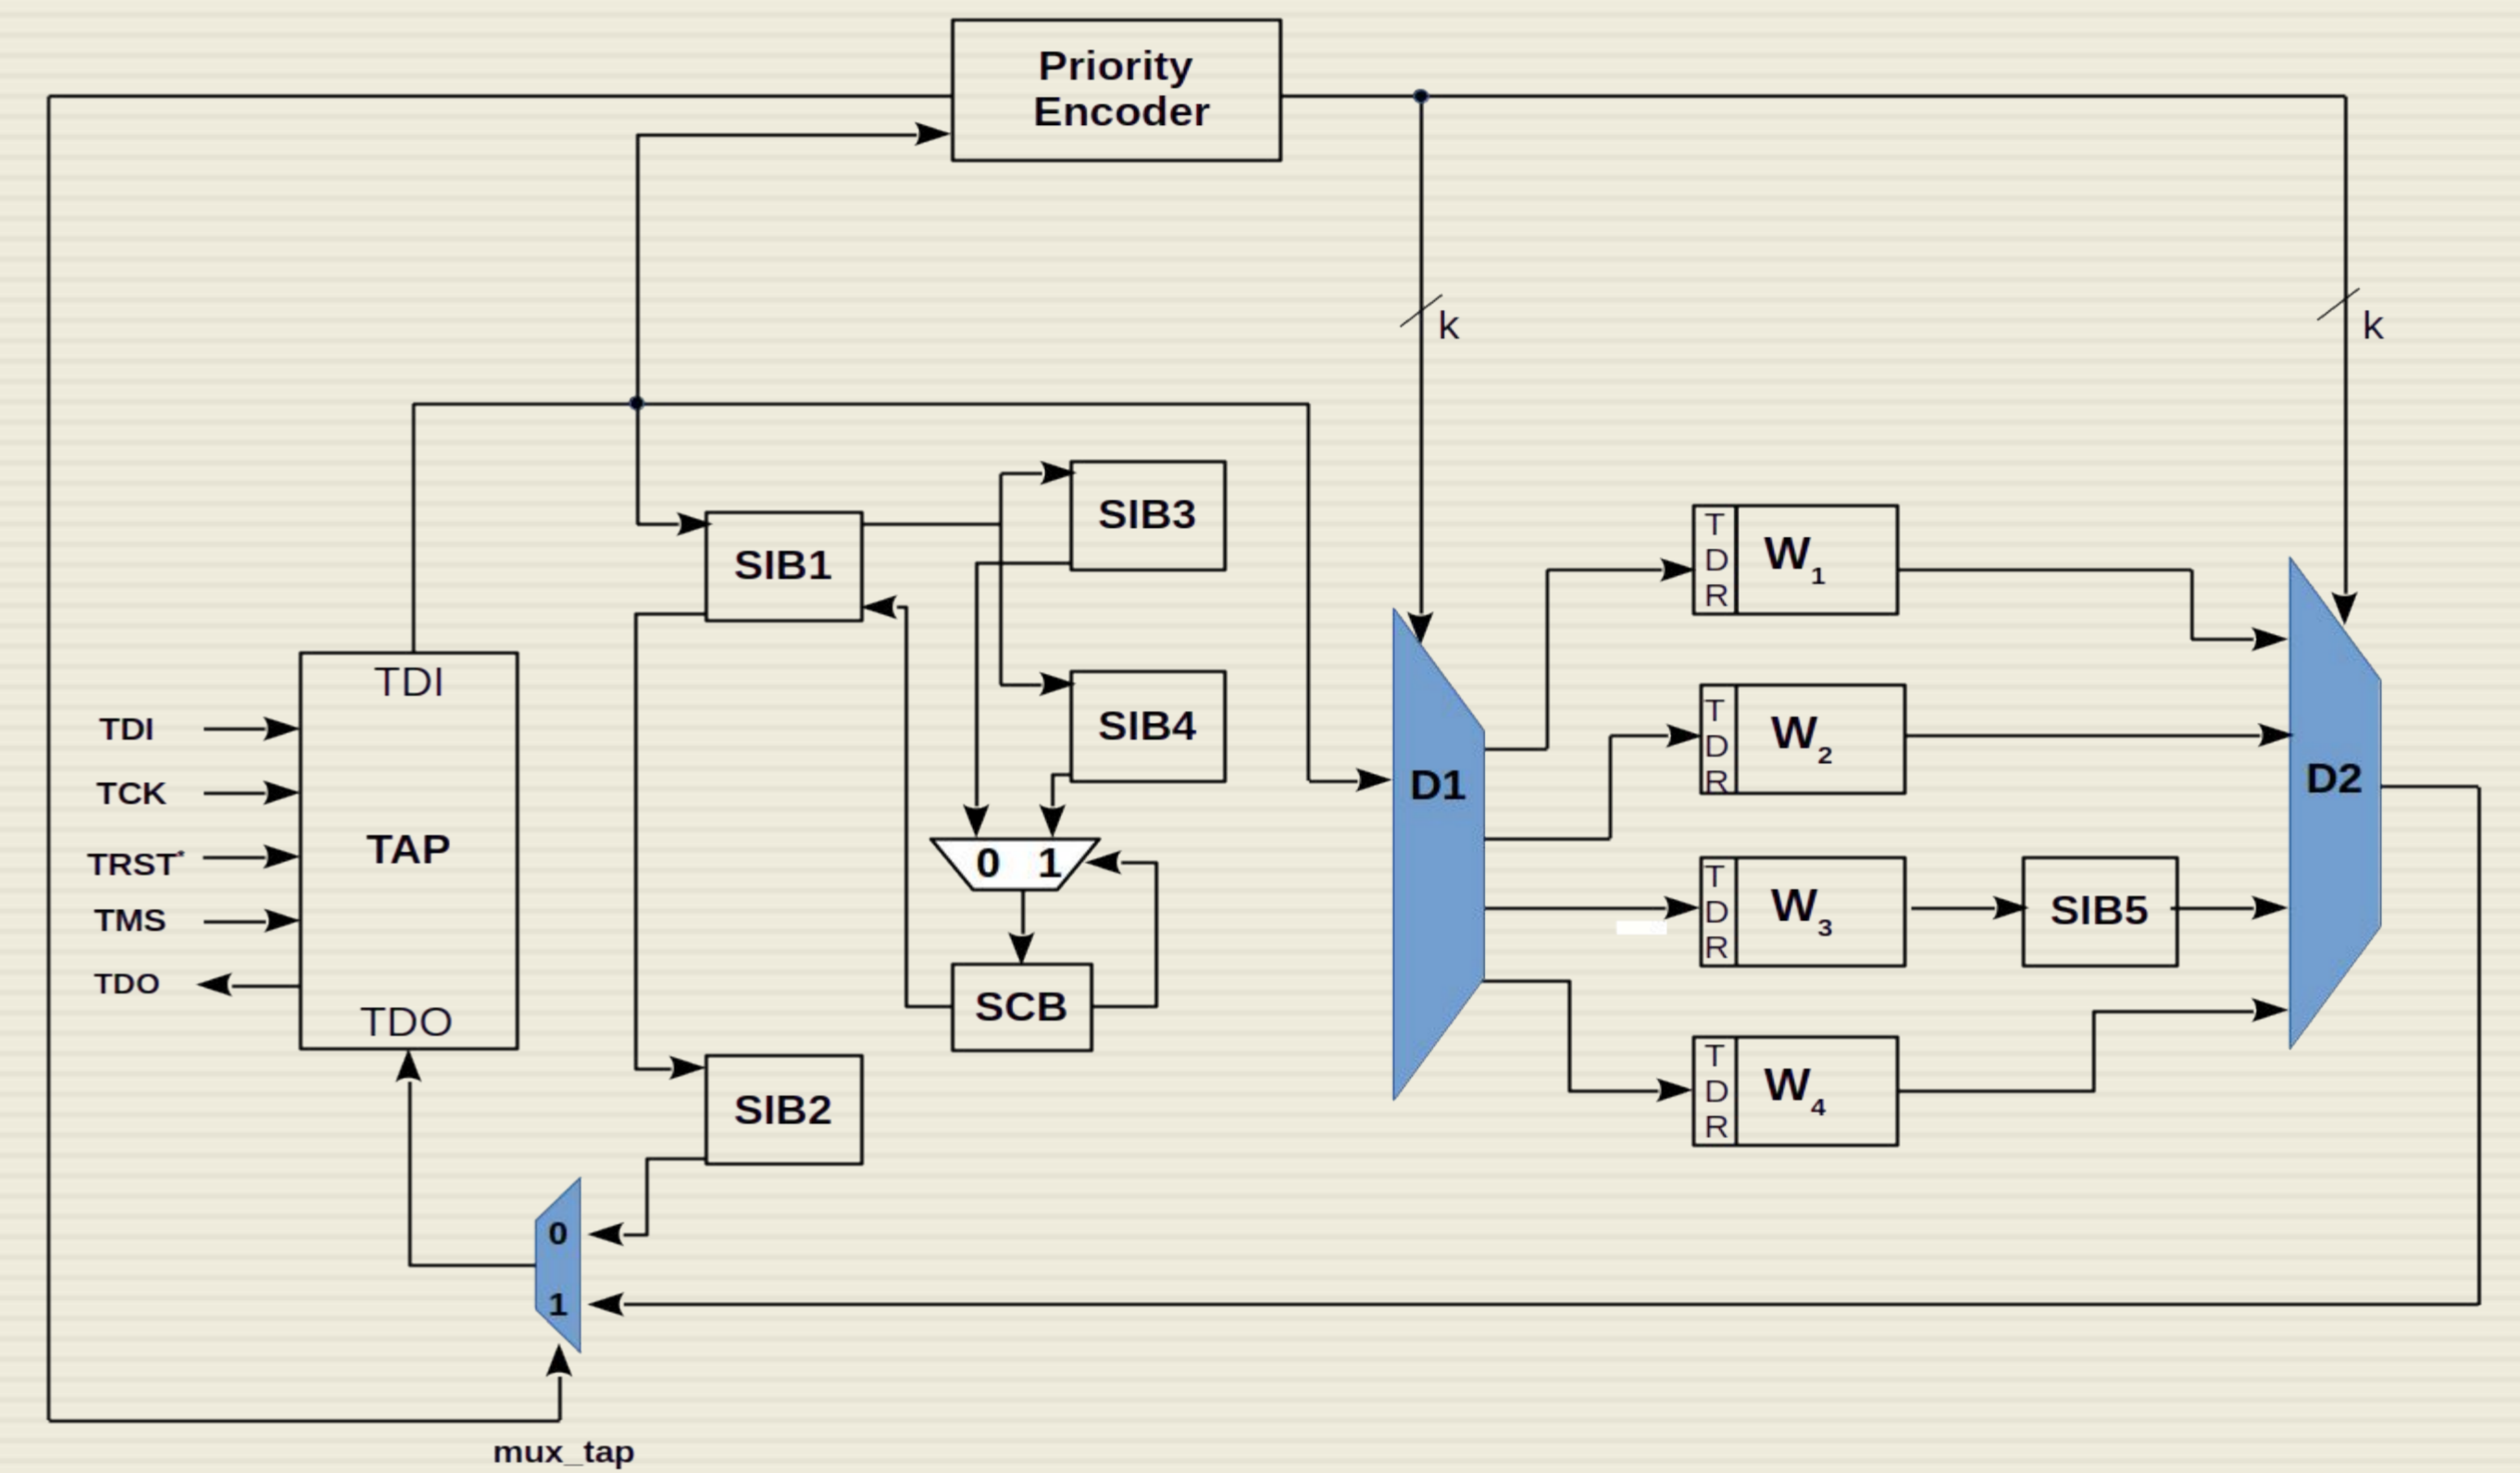 Priority
Encoder
k
k
SIB3
SIB1
SIB4
0 1
SCB
SIB2
TDI
TAP
TDO
TDI
TCK
TRST*
TMS
TDO
0
1
mux_tap
D1
TDR
W1
TDR
W2
TDR
W3
SIB5
TDR
W4
D2